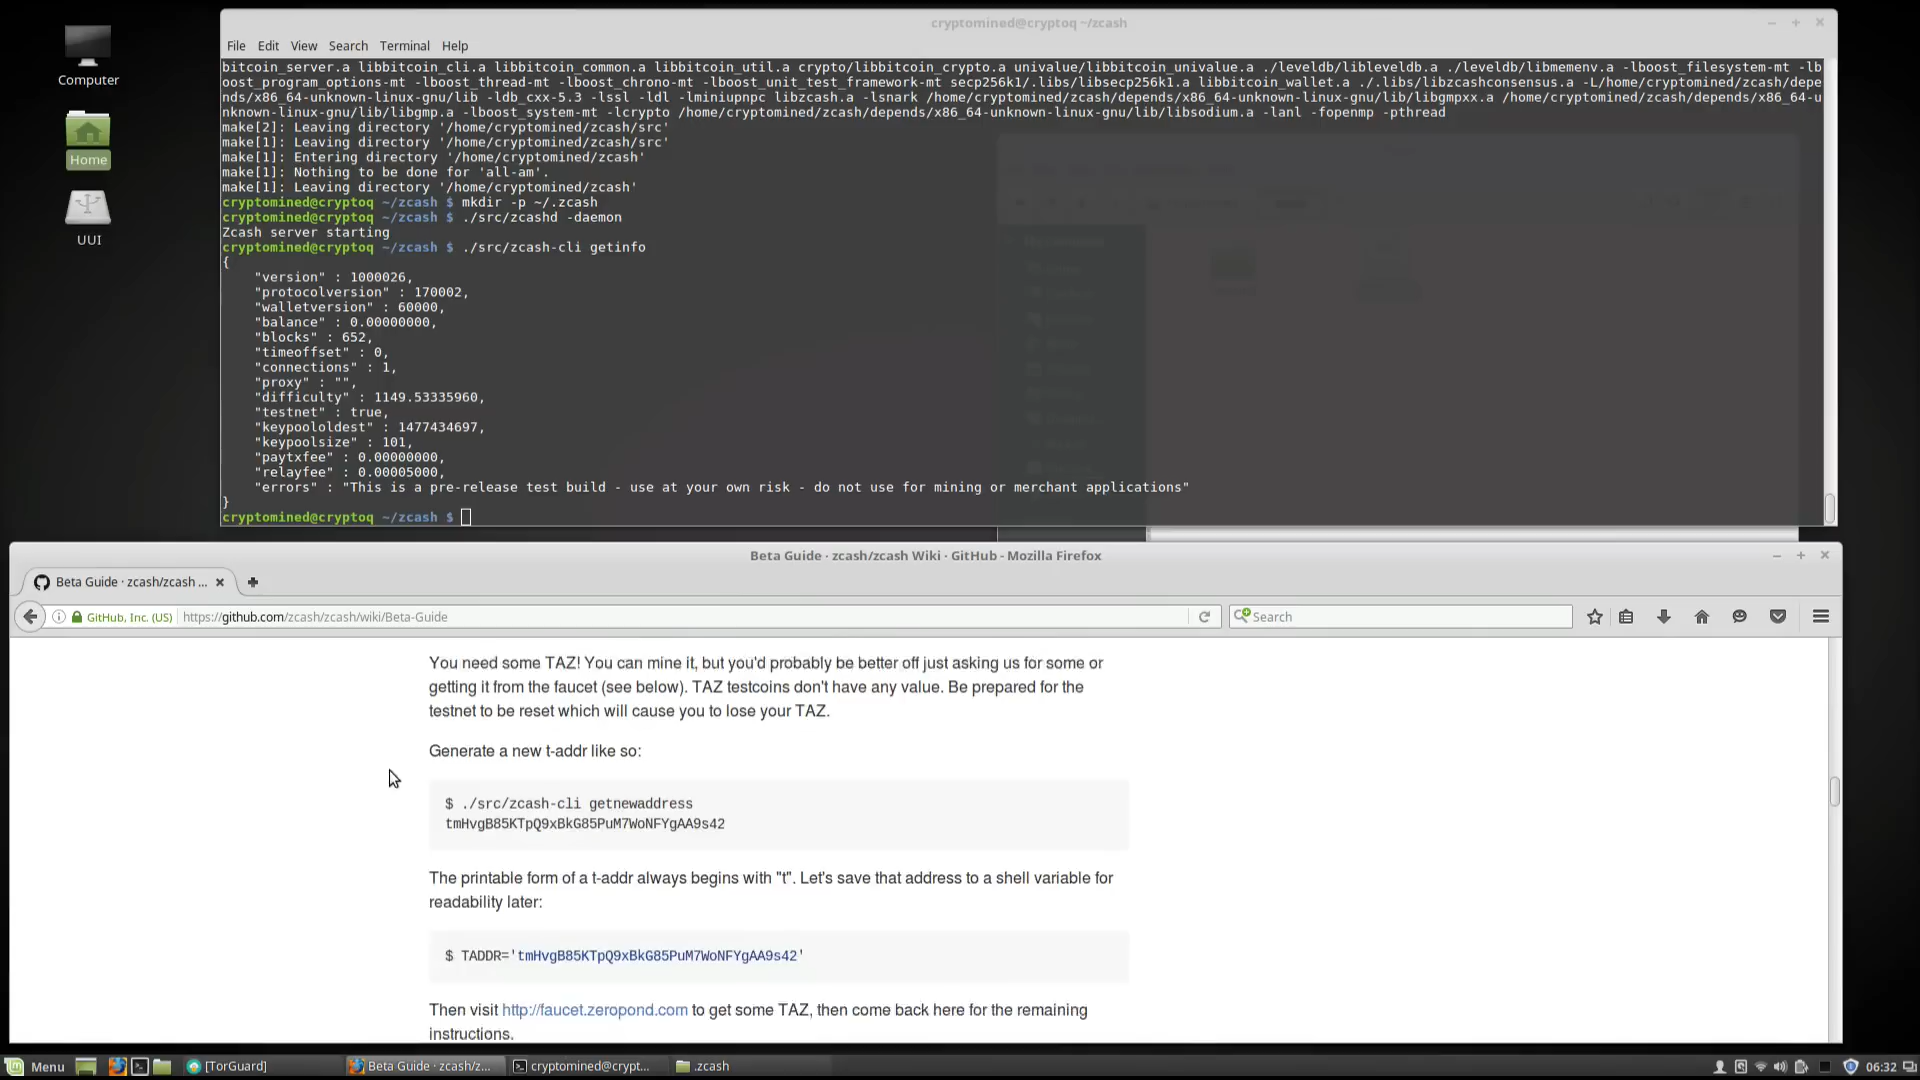 Computer
Home
UUI
cryptomined@cryptoq ~/zcash
File Edit View Search Terminal Help
bitcoin_server.a libbitcoin_cli.a libbitcoin_common.a libbitcoin_util.a crypto/libbitcoin_crypto.a univalue/libbitcoin_univalue.a ./leveldb/libleveldb.a ./leveldb/libmemenv.a -lboost_filesystem-mt -lb
oost_program_options-mt -lboost_thread-mt -lboost_chrono-mt -lboost_unit_test_framework-mt secp256k1/.libs/libsecp256k1.a libbitcoin_wallet.a ./.libs/libzcashconsensus.a -L/home/cryptomined/zcash/depe
nds/x86_64-unknown-linux-gnu/lib -ldb_cxx-5.3 -lssl -ldl -lminiupnpc libzcash.a -lsnark /home/cryptomined/zcash/depends/x86_64-unknown-linux-gnu/lib/libgmpxx.a /home/cryptomined/zcash/depends/x86_64-u
nknown-linux-gnu/lib/libgmp.a -lboost_system-mt -lcrypto /home/cryptomined/zcash/depends/x86_64-unknown-linux-gnu/lib/libsodium.a -lanl -fopenmp -pthread
make[2]: Leaving directory '/home/cryptomined/zcash/src'
make[1]: Leaving directory '/home/cryptomined/zcash/src'
make[1]: Entering directory '/home/cryptomined/zcash'
make[1]: Nothing to be done for 'all-am'.
make[1]: Leaving directory '/home/cryptomined/zcash'
cryptomined@cryptoq ~/zcash $ mkdir -p ~/.zcash
cryptomined@cryptoq ~/zcash $ ./src/zcashd -daemon
Zcash server starting
cryptomined@cryptoq ~/zcash $ ./src/zcash-cli getinfo
{
"version" : 1000026,
"protocolversion" : 170002,
"walletversion" : 60000,
"balance" : 0.00000000,
"blocks" : 652,
"timeoffset" : 0,
"connections" : 1,
"proxy" : "",
"difficulty" : 1149.53335960,
"testnet" : true,
"keypoololdest" : 1477434697,
"keypoolsize" : 101,
"paytxfee" : 0.00000000,
"relayfee" : 0.00005000,
"errors" : "This is a pre-release test build - use at your own risk - do not use for mining or merchant applications"
}
cryptomined@cryptoq ~/zcash $
Beta Guide · zcash/zcash Wiki · GitHub - Mozilla Firefox
Beta Guide · zcash/zcash ...
GitHub, Inc. (US) https://github.com/zcash/zcash/wiki/Beta-Guide Search
You need some TAZ! You can mine it, but you'd probably be better off just asking us for some or
getting it from the faucet (see below). TAZ testcoins don't have any value. Be prepared for the
testnet to be reset which will cause you to lose your TAZ.
Generate a new t-addr like so:
$ ./src/zcash-cli getnewaddress
tmHvgB85KTpQ9xBkG85PuM7WoNFYgAA9s42
The printable form of a t-addr always begins with "t". Let's save that address to a shell variable for
readability later:
$ TADDR='tmHvgB85KTpQ9xBkG85PuM7WoNFYgAA9s42'
Then visit http://faucet.zeropond.com to get some TAZ, then come back here for the remaining
instructions.
Menu [TorGuard] Beta Guide · zcash/z... cryptomined@crypt... .zcash 06:32